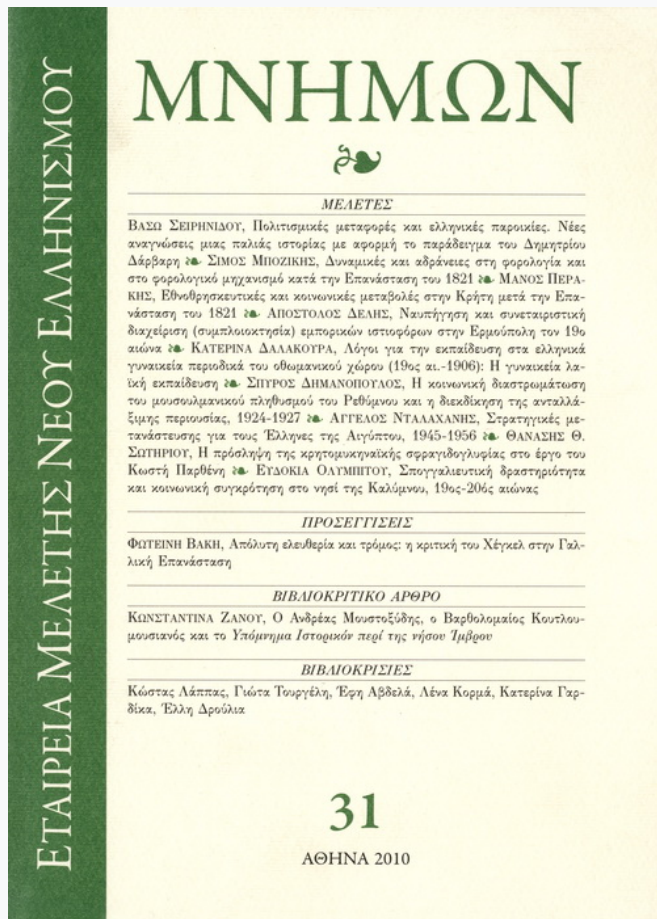 ΕΤΑΙΡΕΙΑ ΜΕΛΕΤΗΣ ΝΕΟΥ ΕΛΛΗΝΙΣΜΟΥ
ΜΝΗΜΩΝ
ΜΕΛΕΤΕΣ
ΒΑΣΩ ΣΕΙΡΗΝΙΔΟΥ, Πολιτισμικές μεταφορές και ελληνικές παροικίες. Νέες
αναγνώσεις μιας παλιάς ιστορίας με αφορμή το παράδειγμα του Δημητρίου
Δάρβαρη ❧ ΣΙΜΟΣ ΜΠΟΖΙΚΗΣ, Δυναμικές και αδράνειες στη φορολογία και
στο φορολογικό μηχανισμό κατά την Επανάσταση του 1821 ❧ ΜΑΝΟΣ ΠΕΡΑ-
ΚΗΣ, Εθνοθρησκευτικές και κοινωνικές μεταβολές στην Κρήτη μετά την Επα-
νάσταση του 1821 ❧ ΑΠΟΣΤΟΛΟΣ ΔΕΛΗΣ, Ναυπήγηση και συνεταιριστική
διαχείριση (συμπλοιοκτησία) εμπορικών ιστιοφόρων στην Ερμούπολη τον 19ο
αιώνα ❧ ΚΑΤΕΡΙΝΑ ΔΑΛΑΚΟΥΡΑ, Λόγοι για την εκπαίδευση στα ελληνικά
γυναικεία περιοδικά του οθωμανικού χώρου (19ος αι.-1906): Η γυναικεία λα-
ϊκή εκπαίδευση ❧ ΣΠΥΡΟΣ ΔΗΜΑΝΟΠΟΥΛΟΣ, Η κοινωνική διαστρωμάτωση
του μουσουλμανικού πληθυσμού του Ρεθύμνου και η διεκδίκηση της ανταλλά-
ξιμης περιουσίας, 1924-1927 ❧ ΑΓΓΕΛΟΣ ΝΤΑΛΑΧΑΝΗΣ, Στρατηγικές με-
τανάστευσης για τους Έλληνες της Αιγύπτου, 1945-1956 ❧ ΘΑΝΑΣΗΣ Θ.
ΣΩΤΗΡΙΟΥ, Η πρόσληψη της κρητομυκηναϊκής σφραγιδογλυφίας στο έργο του
Κωστή Παρθένη ❧ ΕΥΔΟΚΙΑ ΟΛΥΜΠΙΤΟΥ, Σπογγαλιευτική δραστηριότητα
και κοινωνική συγκρότηση στο νησί της Καλύμνου, 19ος-20ός αιώνας
ΠΡΟΣΕΓΓΙΣΕΙΣ
ΦΩΤΕΙΝΗ ΒΑΚΗ, Απόλυτη ελευθερία και τρόμος: η κριτική του Χέγκελ στην Γαλ-
λική Επανάσταση
ΒΙΒΛΙΟΚΡΙΤΙΚΟ ΑΡΘΡΟ
ΚΩΝΣΤΑΝΤΙΝΑ ΖΑΝΟΥ, Ο Ανδρέας Μουστοξύδης, ο Βαρθολομαίος Κουτλου-
μουσιανός και το Υπόμνημα Ιστορικόν περί της νήσου Ίμβρου
ΒΙΒΛΙΟΚΡΙΣΙΕΣ
Κώστας Λάππας, Γιώτα Τουργέλη, Έφη Αβδελά, Λένα Κορμά, Κατερίνα Γαρ-
δίκα, Έλλη Δρούλια
31
ΑΘΗΝΑ 2010